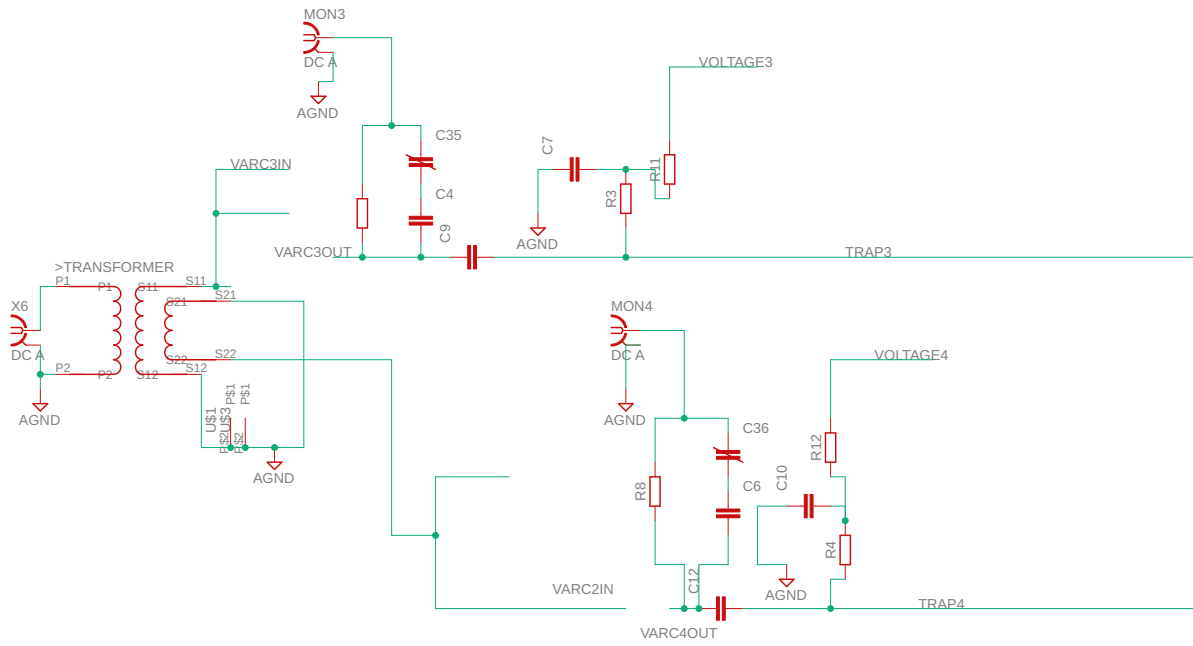 MON3
DC A
AGND
VOLTAGE3
C35
C7
R11
VARC3IN
C4
R3
C9
AGND
VARC3OUT
TRAP3
>TRANSFORMER
P1
P1
S11
S11
S21
S21
X6
DC A
MON4
DC A
VOLTAGE4
S22
S22
P2
P2
S12
S12
P$1
P$1
U$1
U$3
P$2
P$2
AGND
AGND
AGND
C36
R12
C10
C6
R8
R4
C12
AGND
VARC2IN
TRAP4
VARC4OUT